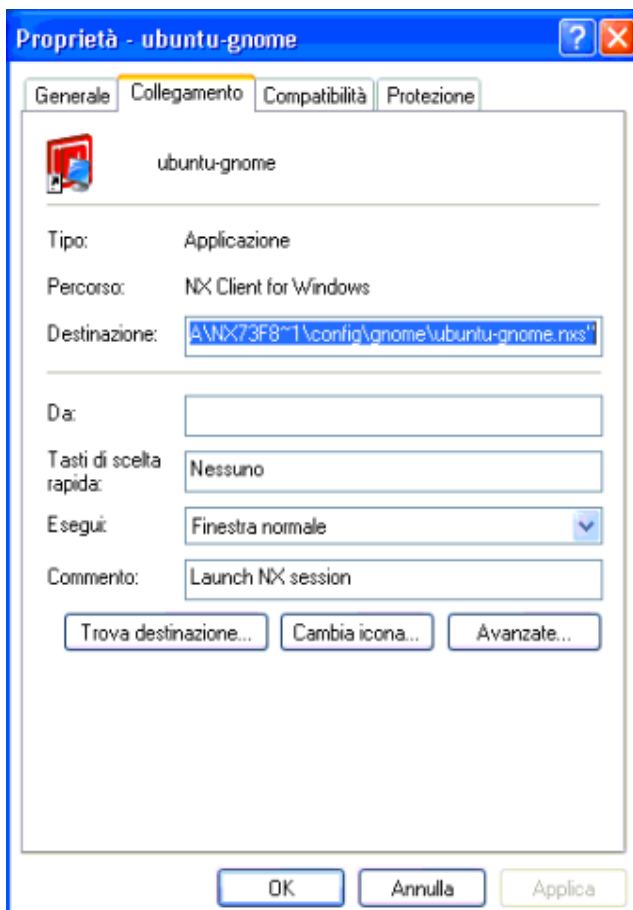 Proprietà - ubuntu-gnome
Generale Collegamento Compatibilità Protezione
ubuntu-gnome
Tipo: Applicazione
Percorso: NX Client for Windows
Destinazione: A\NX73F8~1\config\gnome\ubuntu-gnome.nxs"
Da:
Tasti di scelta
rapida: Nessuno
Esegui: Finestra normale
Commento: Launch NX session
Trova destinazione... Cambia icona... Avanzate...
OK Annulla Applica